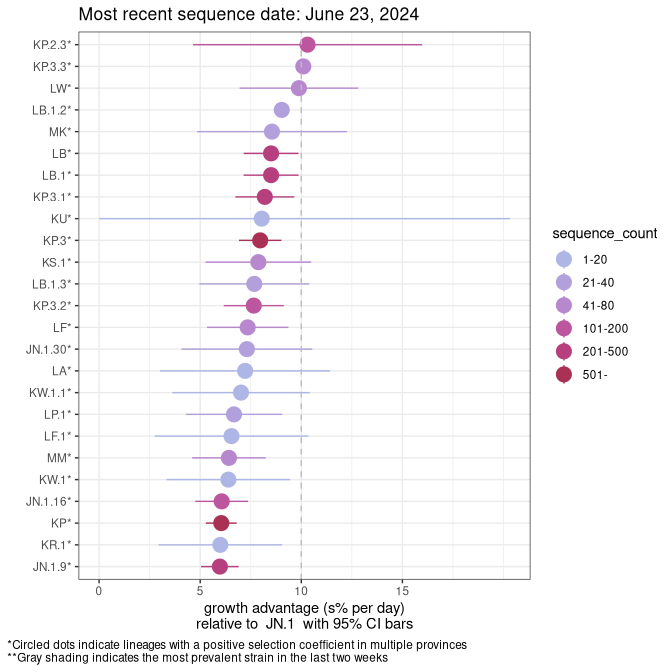 Most recent sequence date: June 23, 2024
KP.2.3*
KP.3.3*
LW*
LB.1.2*
MK*
LB*
LB.1*
KP.3.1*
KU*
KP.3*
KS.1*
LB.1.3*
KP.3.2*
LF*
JN.1.30*
LA*
KW.1.1*
LP.1*
LF.1*
MM*
KW.1*
JN.1.16*
KP*
KR.1*
JN.1.9*
0 5 10 15
growth advantage (s% per day)
relative to JN.1 with 95% CI bars
sequence_count
1-20
21-40
41-80
101-200
201-500
501-
*Circled dots indicate lineages with a positive selection coefficient in multiple provinces
**Gray shading indicates the most prevalent strain in the last two weeks